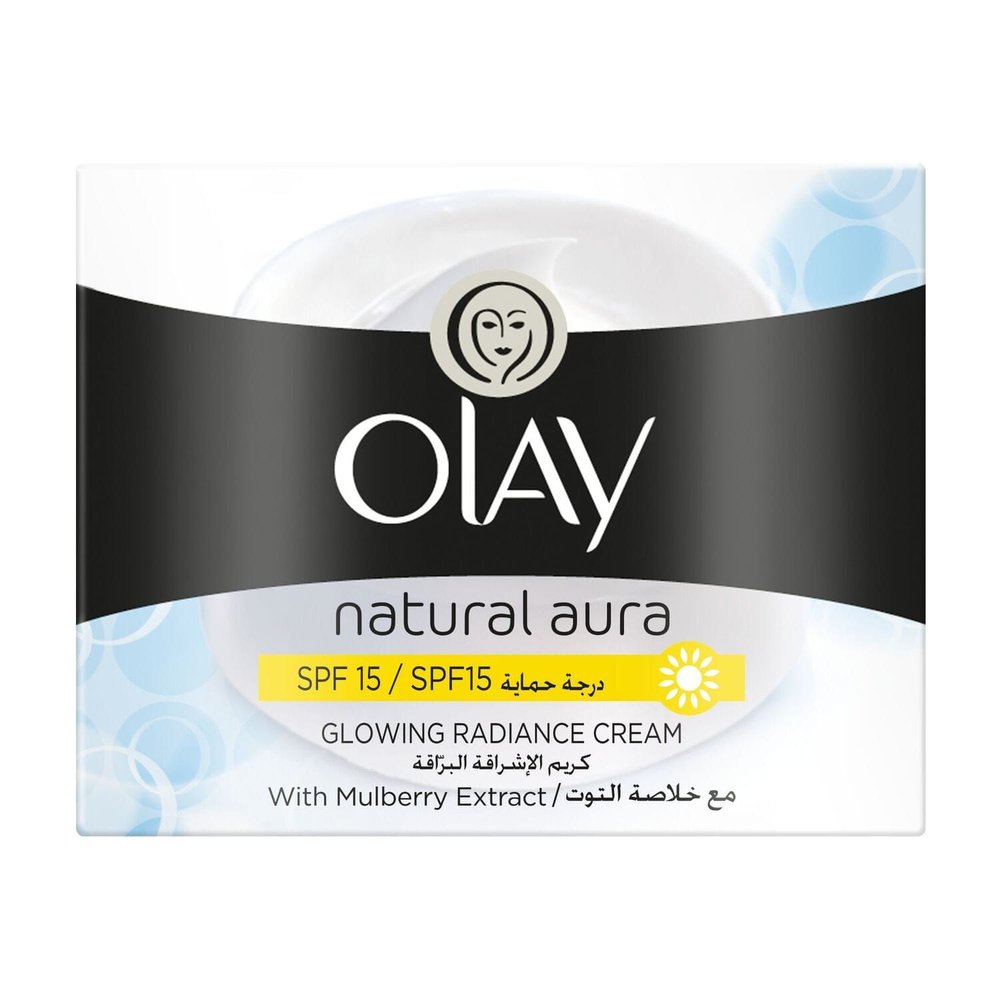 OLAY
natural aura
SPF 15 / SPF15 درجة حماية
GLOWING RADIANCE CREAM
كريم الإشراقة البرّاقة
With Mulberry Extract / مع خلاصة التوت